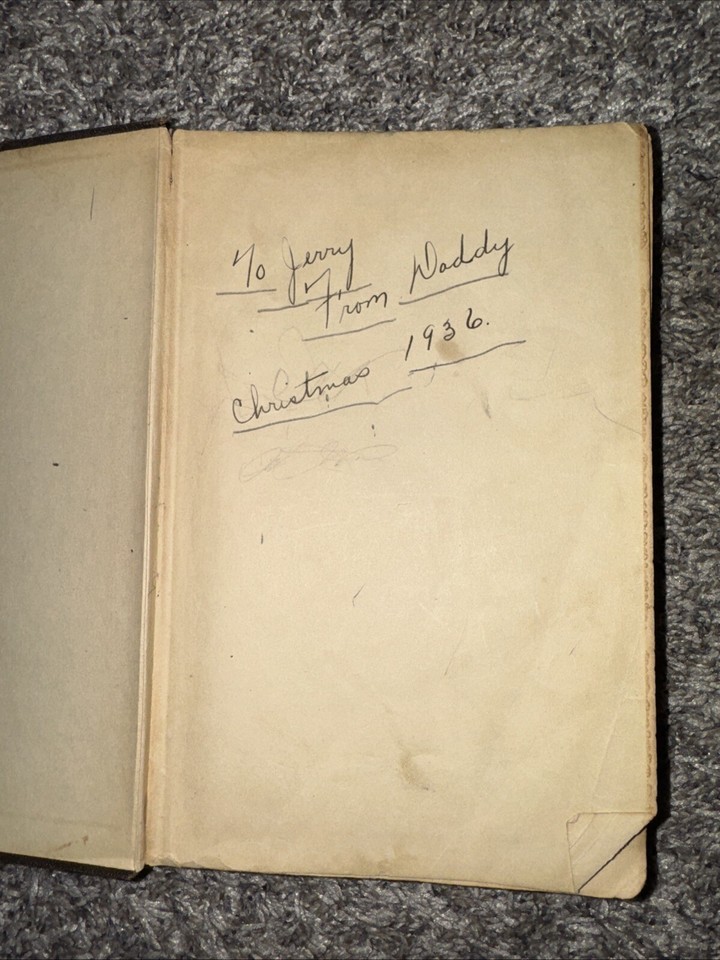 To Jerry
From Daddy
Christmas 1936.